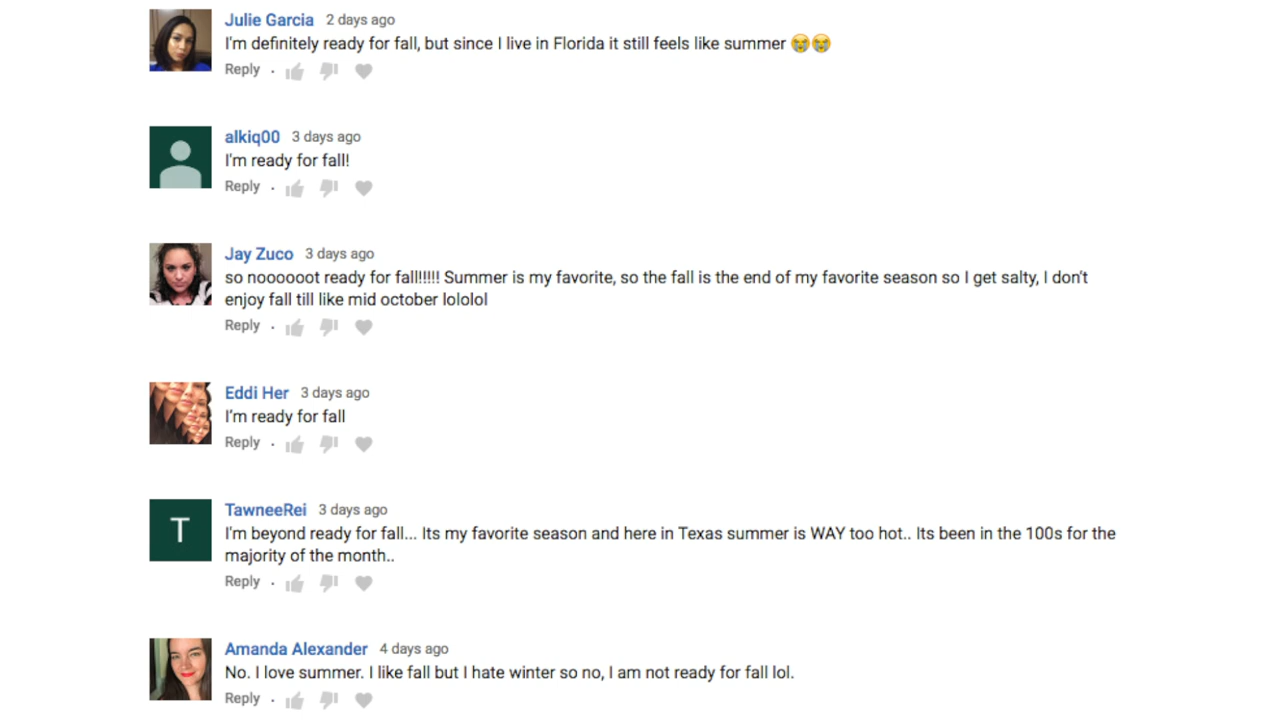 Julie Garcia 2 days ago
I'm definitely ready for fall, but since I live in Florida it still feels like summer 😭😭
Reply ·
alkiq00 3 days ago
I'm ready for fall!
Reply ·
Jay Zuco 3 days ago
so noooooot ready for fall!!!!! Summer is my favorite, so the fall is the end of my favorite season so I get salty, I don't
enjoy fall till like mid october lololol
Reply ·
Eddi Her 3 days ago
I'm ready for fall
Reply ·
T
TawneeRei 3 days ago
I'm beyond ready for fall... Its my favorite season and here in Texas summer is WAY too hot.. Its been in the 100s for the
majority of the month..
Reply ·
Amanda Alexander 4 days ago
No. I love summer. I like fall but I hate winter so no, I am not ready for fall lol.
Reply ·